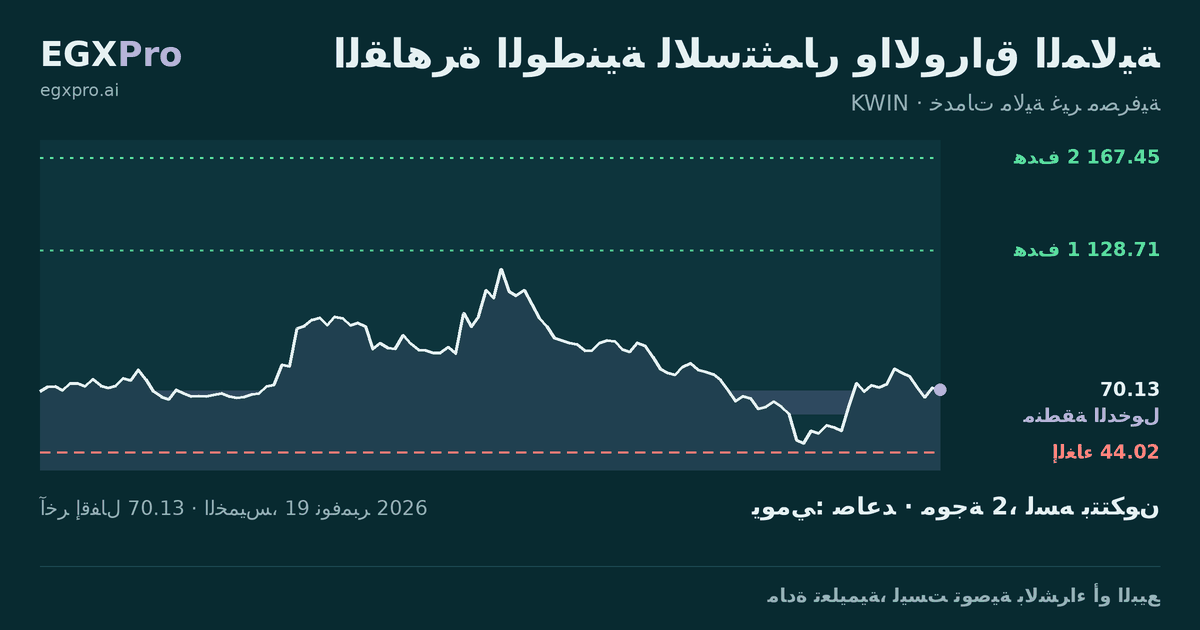 EGXPro
egxpro.ai
القاهرة الوطنية للاستثمار والاوراق المالية
KWIN · خدمات مالية غير مصرفية
هدف 2 167.45
هدف 1 128.71
70.13
منطقة الدخول
إلغاء 44.02
يومي: صاعد · موجة 2، لسه بتتكون
آخر إقفال 70.13 · الخميس، 19 نوفمبر 2026
مادة تعليمية، ليست توصية بالشراء أو البيع